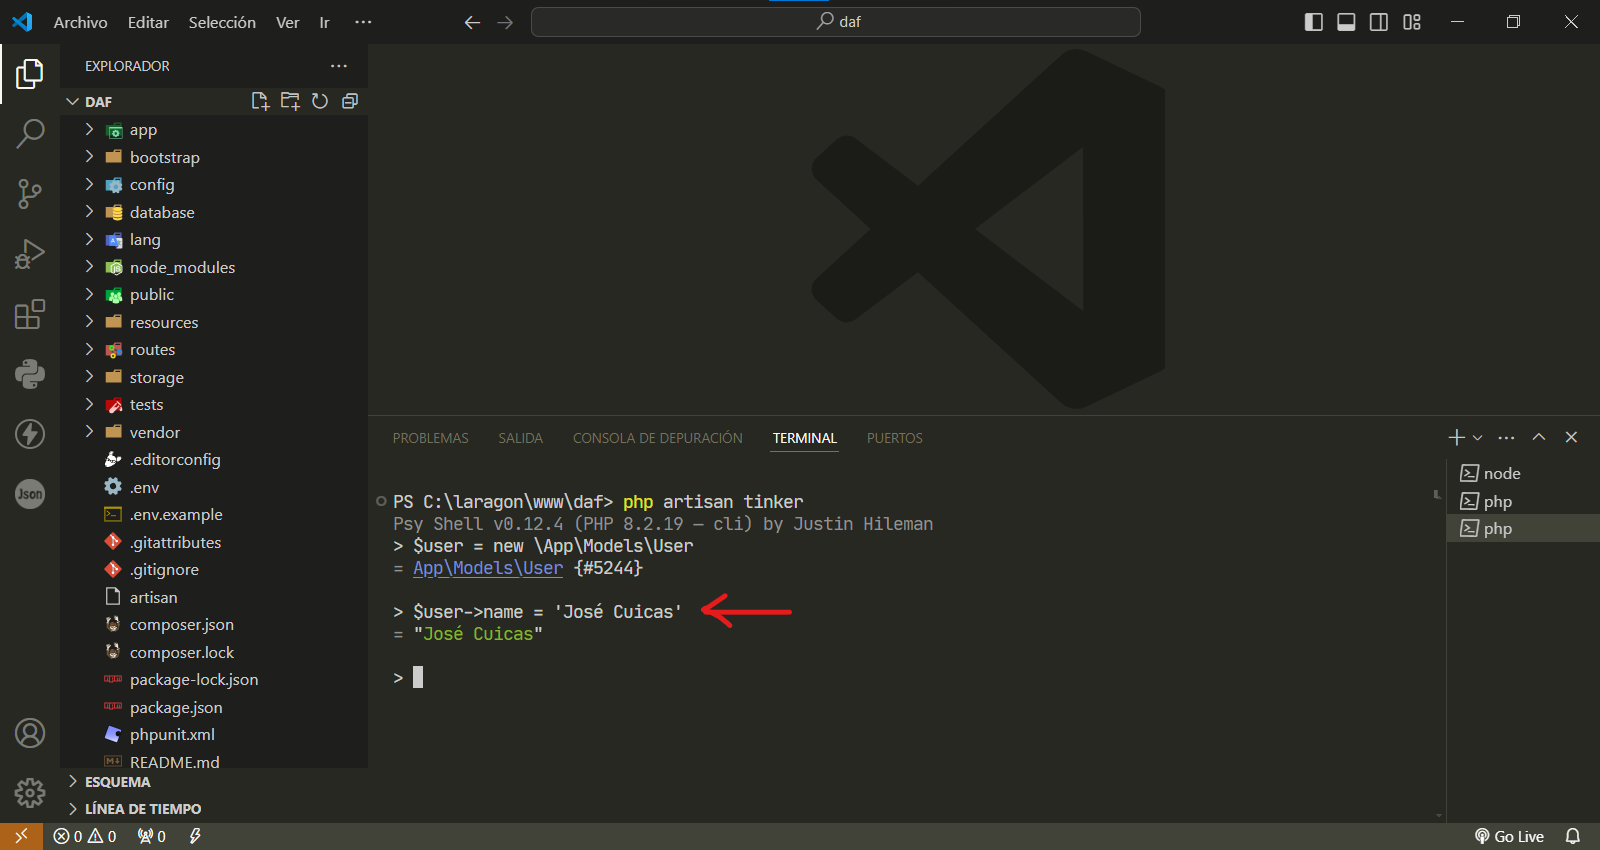 Archivo Editar Selección Ver Ir ···
daf
EXPLORADOR ···
DAF
app
bootstrap
config
database
lang
node_modules
public
resources
routes
storage
tests
vendor
.editorconfig
.env
.env.example
.gitattributes
.gitignore
artisan
composer.json
composer.lock
package-lock.json
package.json
phpunit.xml
README.md
ESQUEMA
LÍNEA DE TIEMPO
Json
PROBLEMAS SALIDA CONSOLA DE DEPURACIÓN TERMINAL PUERTOS
PS C:\laragon\www\daf> php artisan tinker
Psy Shell v0.12.4 (PHP 8.2.19 — cli) by Justin Hileman
> $user = new \App\Models\User
= App\Models\User {#5244}
> $user->name = 'José Cuicas'
= "José Cuicas"
>
node
php
php
0 0 0
Go Live